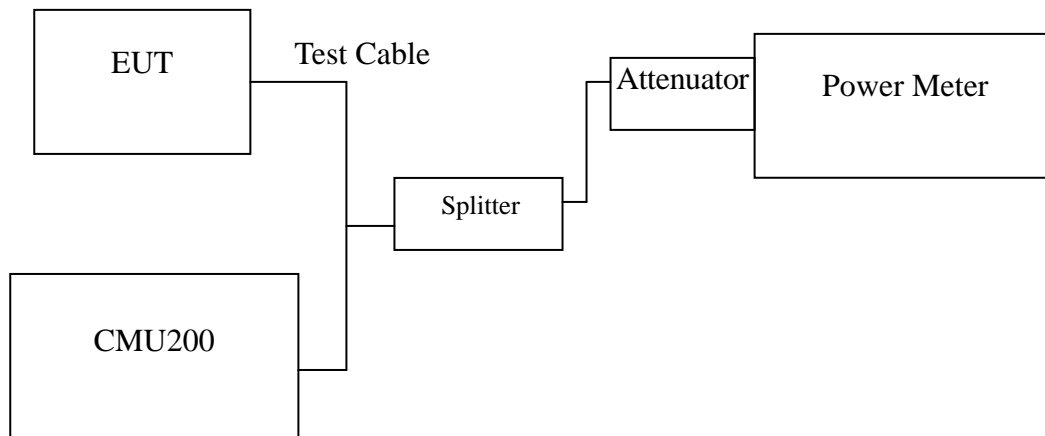 EUT
Test Cable
Attenuator
Power Meter
Splitter
CMU200